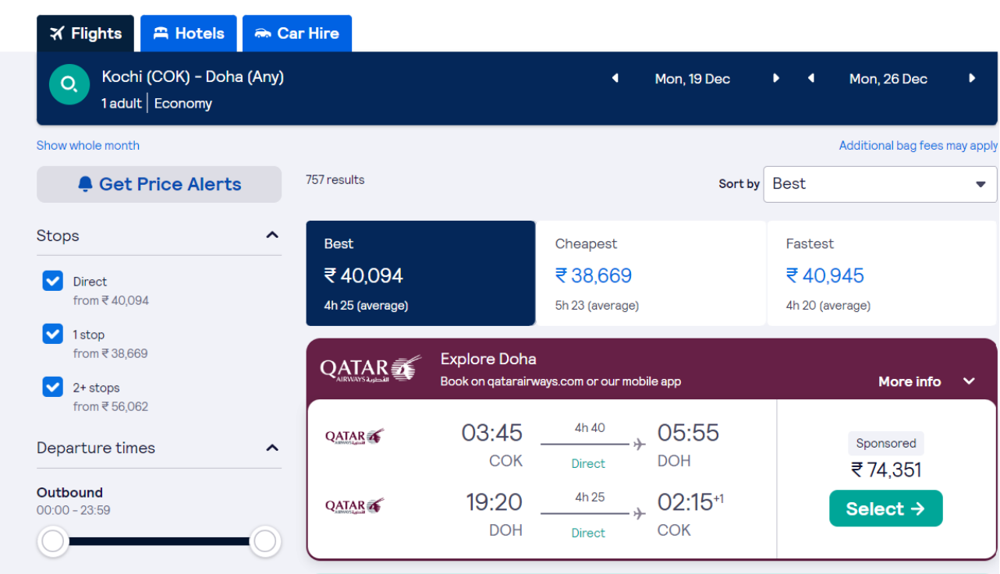 Flights
Hotels
Car Hire
Kochi (COK) - Doha (Any)
1 adult | Economy
Mon, 19 Dec
Mon, 26 Dec
Show whole month
Additional bag fees may apply
Get Price Alerts
757 results
Sort by
Best
Stops
Direct
from ₹ 40,094
1 stop
from ₹ 38,669
2+ stops
from ₹ 56,062
Departure times
Outbound
00:00 - 23:59
Best
₹ 40,094
4h 25 (average)
Cheapest
₹ 38,669
5h 23 (average)
Fastest
₹ 40,945
4h 20 (average)
QATAR
AIRWAYS القطرية
Explore Doha
Book on qatarairways.com or our mobile app
More info
QATAR
03:45
COK
4h 40
Direct
05:55
DOH
QATAR
19:20
DOH
4h 25
Direct
02:15+1
COK
Sponsored
₹ 74,351
Select →